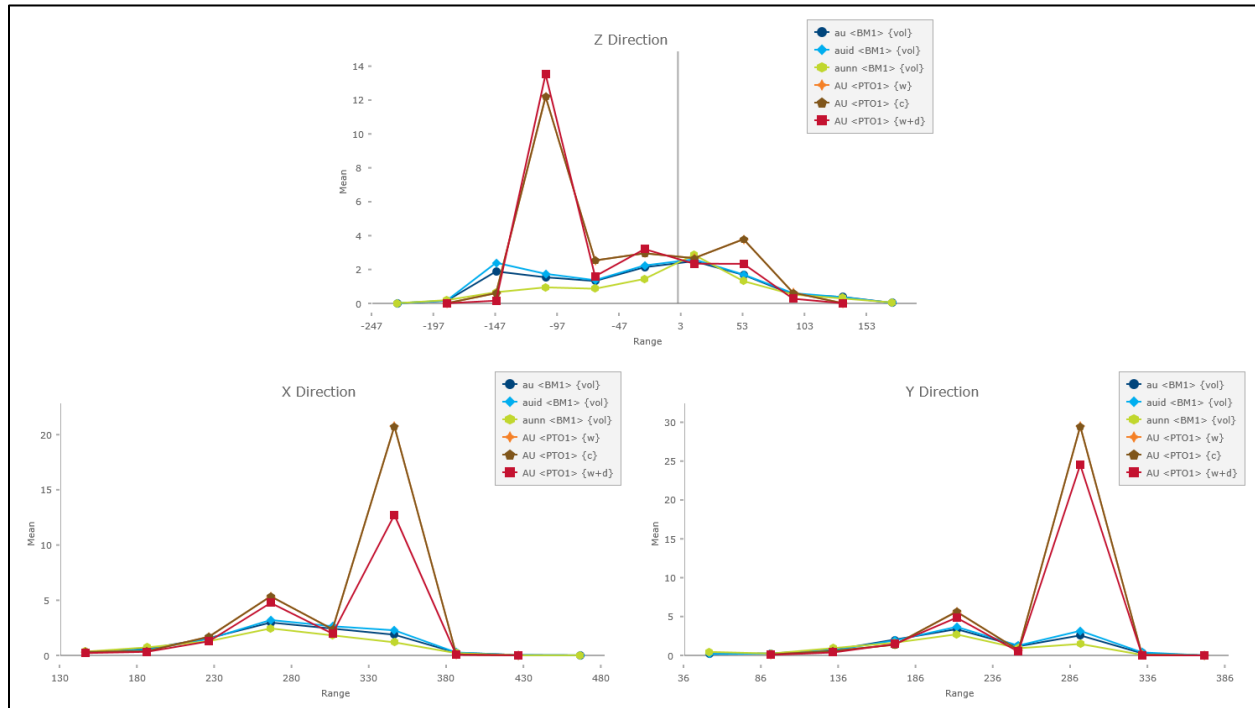 Z Direction
au <BM1> {vol}
auid <BM1> {vol}
aunn <BM1> {vol}
AU <PTO1> {w}
AU <PTO1> {c}
AU <PTO1> {w+d}
14
12
10
8
6
4
2
0
Mean
-247 -197 -147 -97 -47 3 53 103 153
Range
X Direction
au <BM1> {vol}
auid <BM1> {vol}
aunn <BM1> {vol}
AU <PTO1> {w}
AU <PTO1> {c}
AU <PTO1> {w+d}
20
15
10
5
0
Mean
130 180 230 280 330 380 430 480
Range
Y Direction
au <BM1> {vol}
auid <BM1> {vol}
aunn <BM1> {vol}
AU <PTO1> {w}
AU <PTO1> {c}
AU <PTO1> {w+d}
30
25
20
15
10
5
0
Mean
36 86 136 186 236 286 336 386
Range